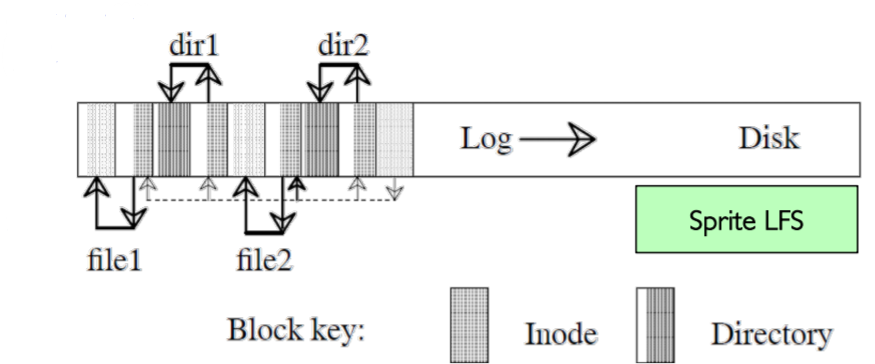 dir1 dir2
Log Disk
Sprite LFS
file1 file2
Block key: Inode Directory